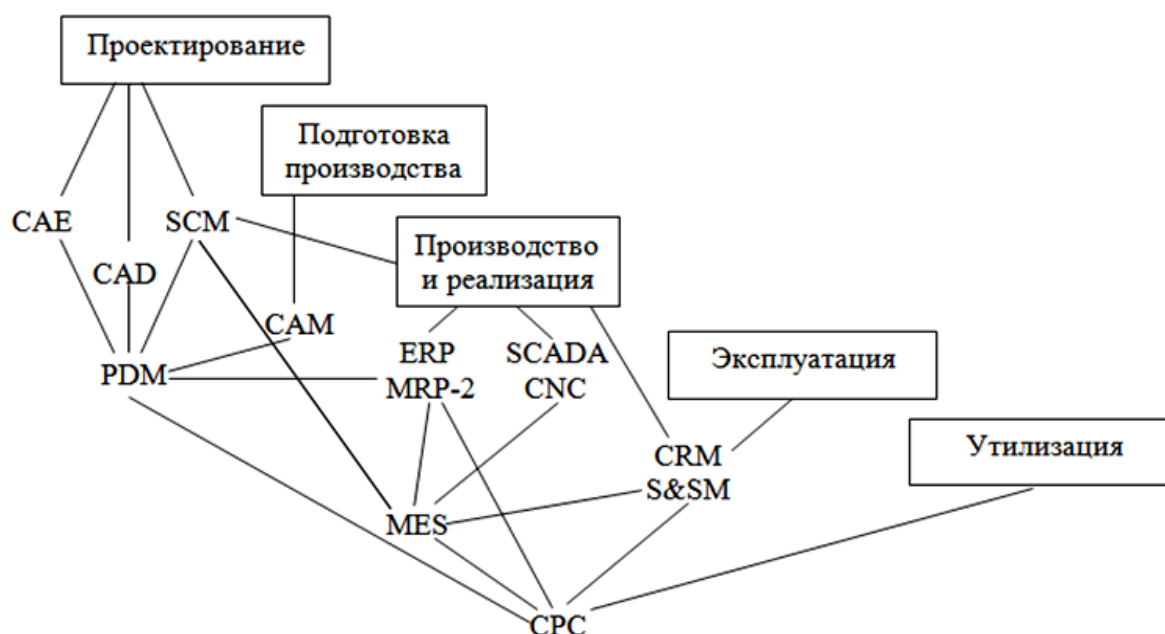 Проектирование
Подготовка
производства
CAE
SCM
Производство
и реализация
CAD
CAM
ERP
SCADA
Эксплуатация
PDM
MRP-2
CNC
CRM
Утилизация
S&SM
MES
CPC